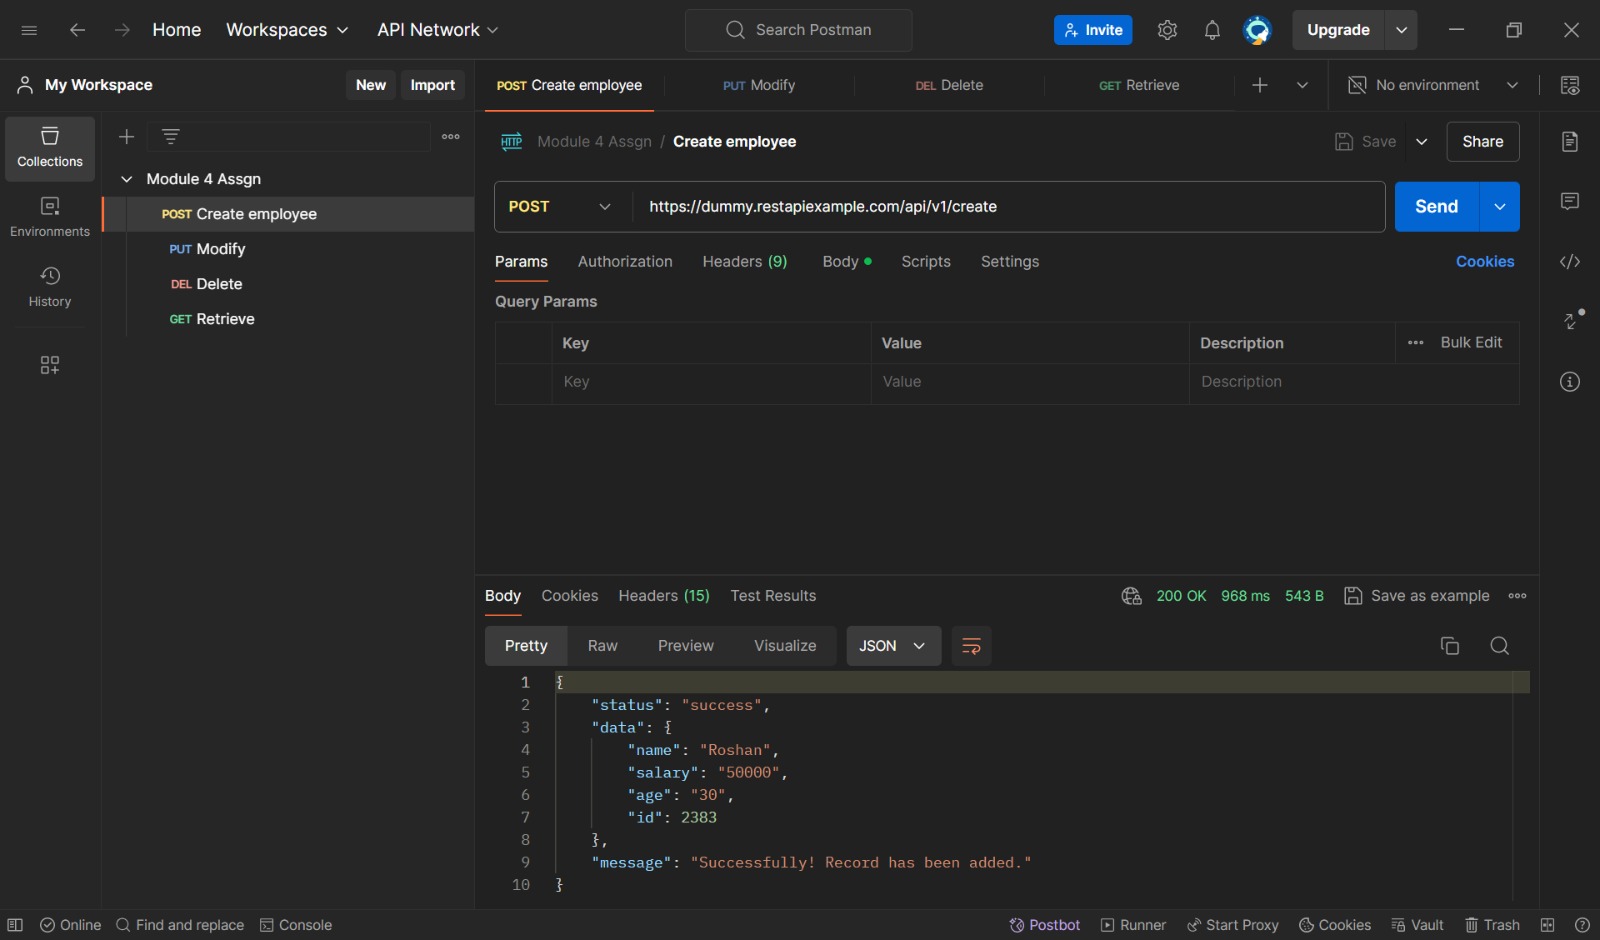 Home Workspaces API Network Search Postman Invite Upgrade
My Workspace New Import POST Create employee PUT Modify DEL Delete GET Retrieve No environment
Collections
Environments
History
Module 4 Assgn
POST Create employee
PUT Modify
DEL Delete
GET Retrieve
HTTP Module 4 Assgn / Create employee Save Share
POST https://dummy.restapiexample.com/api/v1/create Send
Params Authorization Headers (9) Body Scripts Settings Cookies
Query Params
Key Value Description Bulk Edit
Key Value Description
Body Cookies Headers (15) Test Results 200 OK 968 ms 543 B Save as example
Pretty Raw Preview Visualize JSON
1 {
2 "status": "success",
3 "data": {
4 "name": "Roshan",
5 "salary": "50000",
6 "age": "30",
7 "id": 2383
8 },
9 "message": "Successfully! Record has been added."
10 }
Online Find and replace Console Postbot Runner Start Proxy Cookies Vault Trash